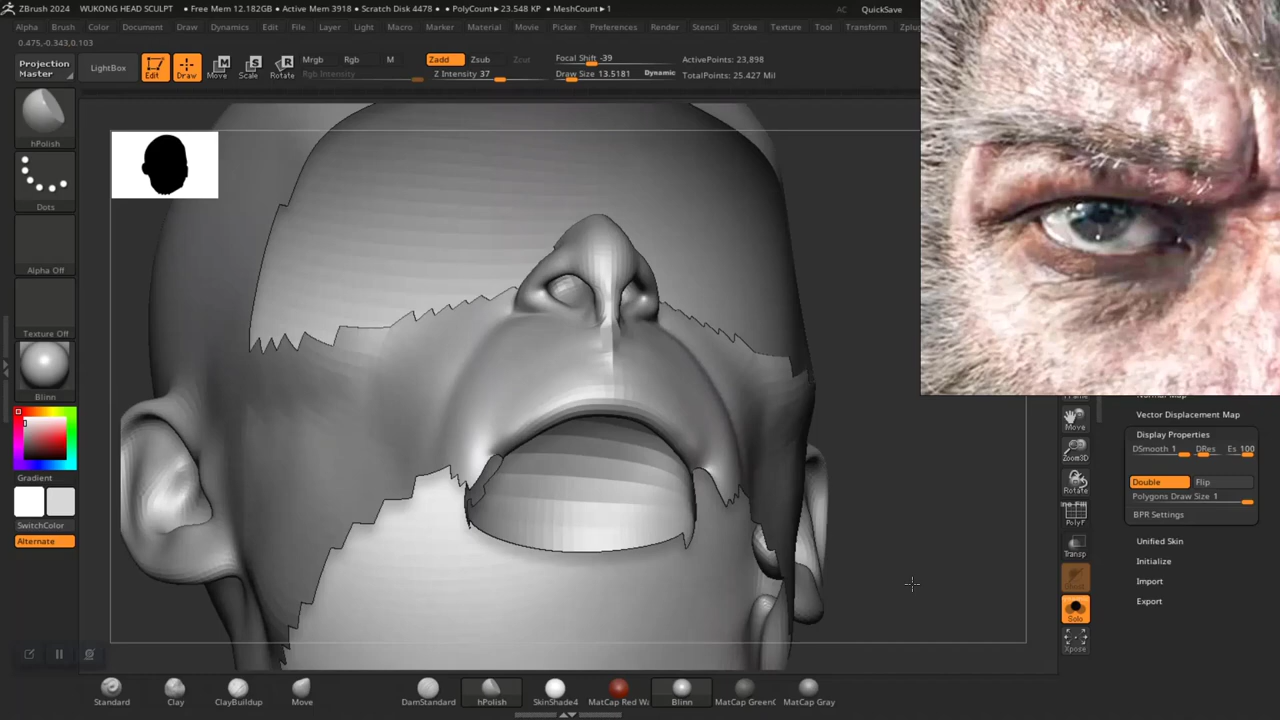 ZBrush 2024 WUKONG HEAD SCULPT • Free Mem 12.182GB • Active Mem 3918 • Scratch Disk 4478 • PolyCount 23.548 KP • MeshCount 1
AC QuickSave
Alpha Brush Color Document Draw Dynamics Edit File Layer Light Macro Marker Material Movie Picker Preferences Render Stencil Stroke Texture Tool Transform Zplu
0.475,-0.343,0.103
Projection
Master
LightBox
Edit
Draw
Move
Scale
Rotate
Mrgb Rgb M
Rgb Intensity
Zadd Zsub Zcut
Z Intensity 37
Focal Shift -39
Draw Size 13.5181 Dynamic
ActivePoints: 23,898
TotalPoints: 25.427 Mil
hPolish
Dots
Alpha Off
Texture Off
Blinn
Gradient
SwitchColor
Alternate
Move
Zoom3D
Rotate
PolyF
Transp
Ghost
Solo
Xpose
Vector Displacement Map
Display Properties
DSmooth 1 DRes Es 100
Double Flip
Polygons Draw Size 1
BPR Settings
Unified Skin
Initialize
Import
Export
Standard Clay ClayBuildup Move DamStandard hPolish SkinShade4 MatCap Red Wa Blinn MatCap GreenC MatCap Gray